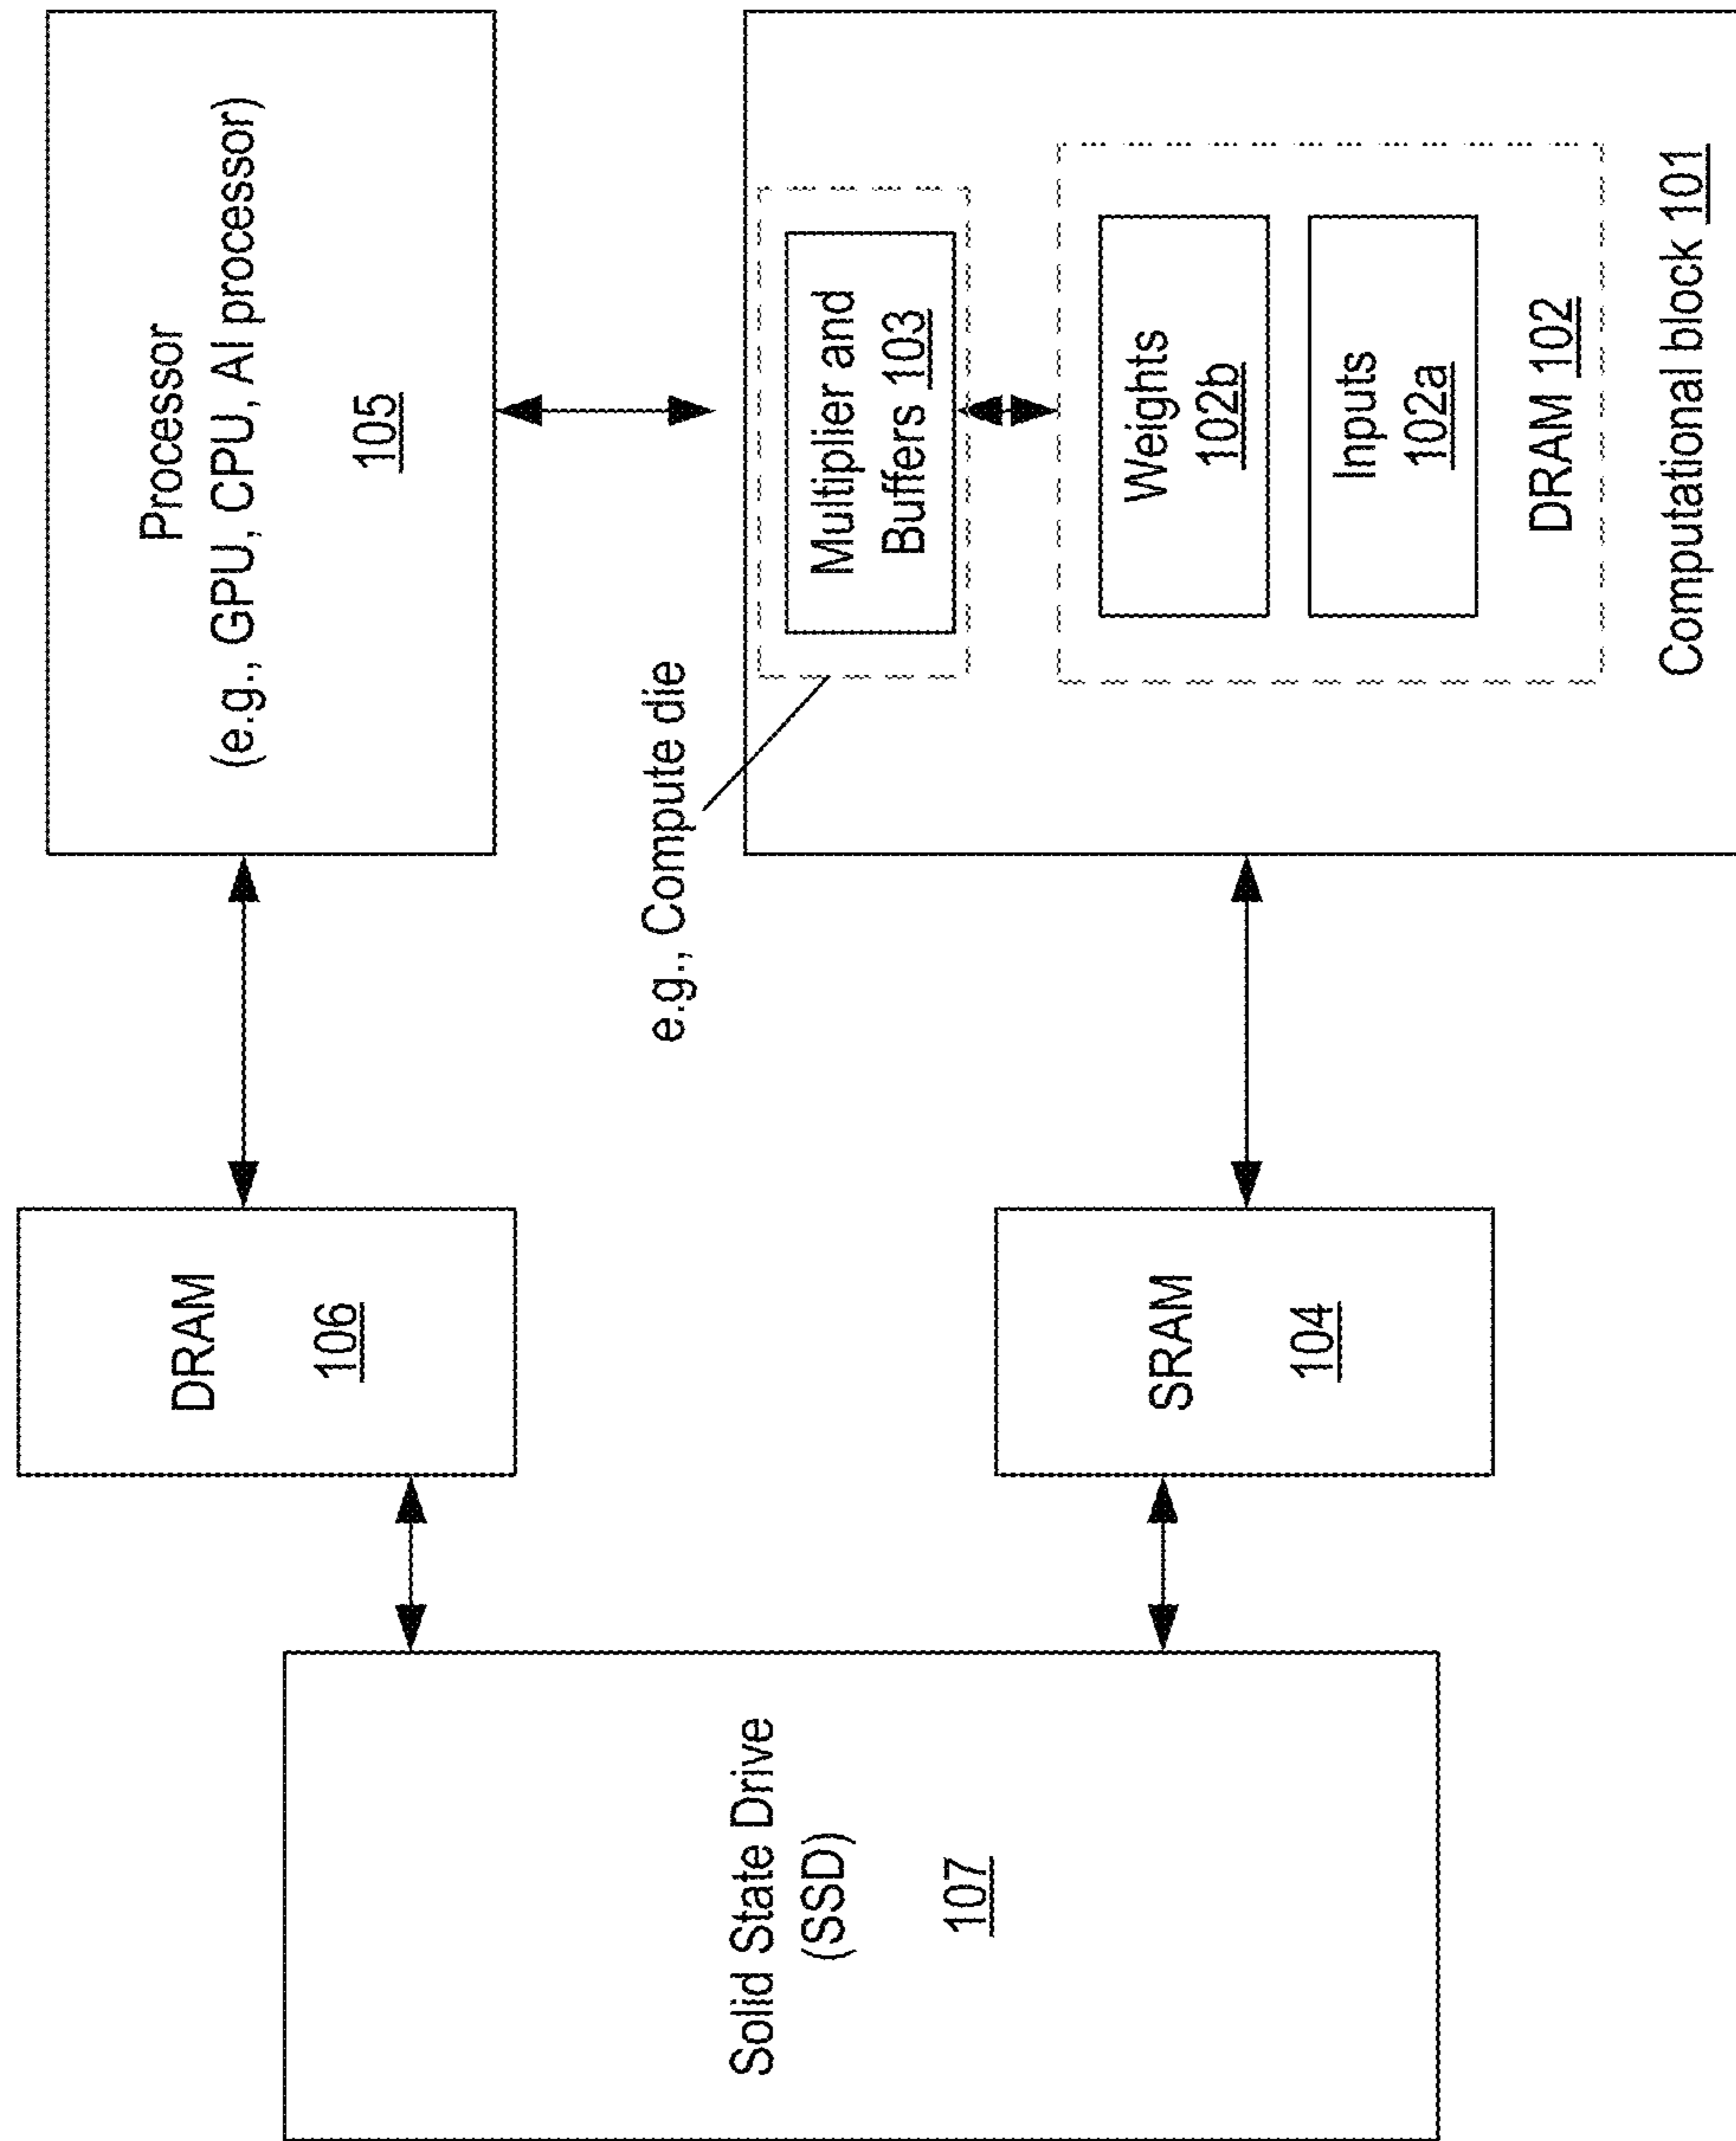 Solid State Drive
(SSD)
107
DRAM
106
SRAM
104
Processor
(e.g., GPU, CPU, AI processor)
105
e.g., Compute die
Multiplier and
Buffers 103
Weights
102b
Inputs
102a
DRAM 102
Computational block 101